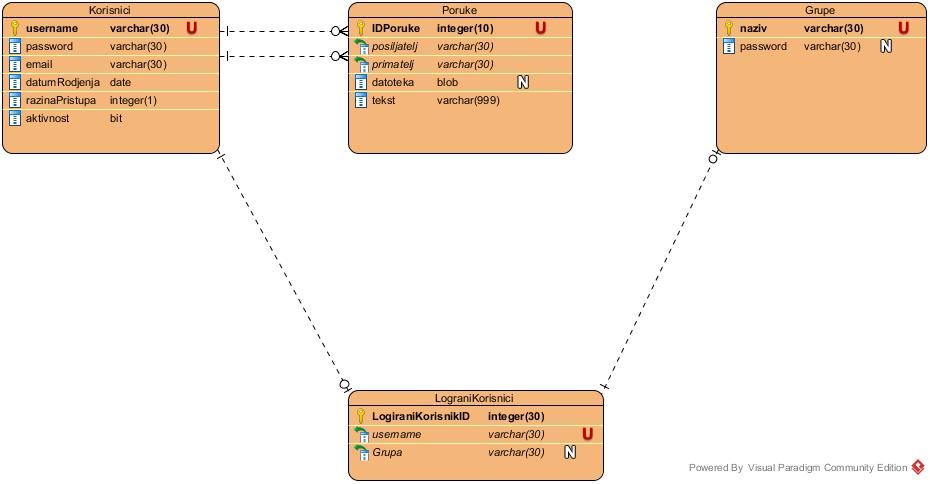 Korisnici
username varchar(30) U
password varchar(30)
email varchar(30)
datumRodjenja date
razinaPristupa integer(1)
aktivnost bit
Poruke
IDPoruke integer(10) U
posiljatelj varchar(30)
primatelj varchar(30)
datoteka blob N
tekst varchar(999)
Grupe
naziv varchar(30) U
password varchar(30) N
LograniKorisnici
LogiraniKorisnikID integer(30)
username varchar(30) U
Grupa varchar(30) N
Powered By Visual Paradigm Community Edition